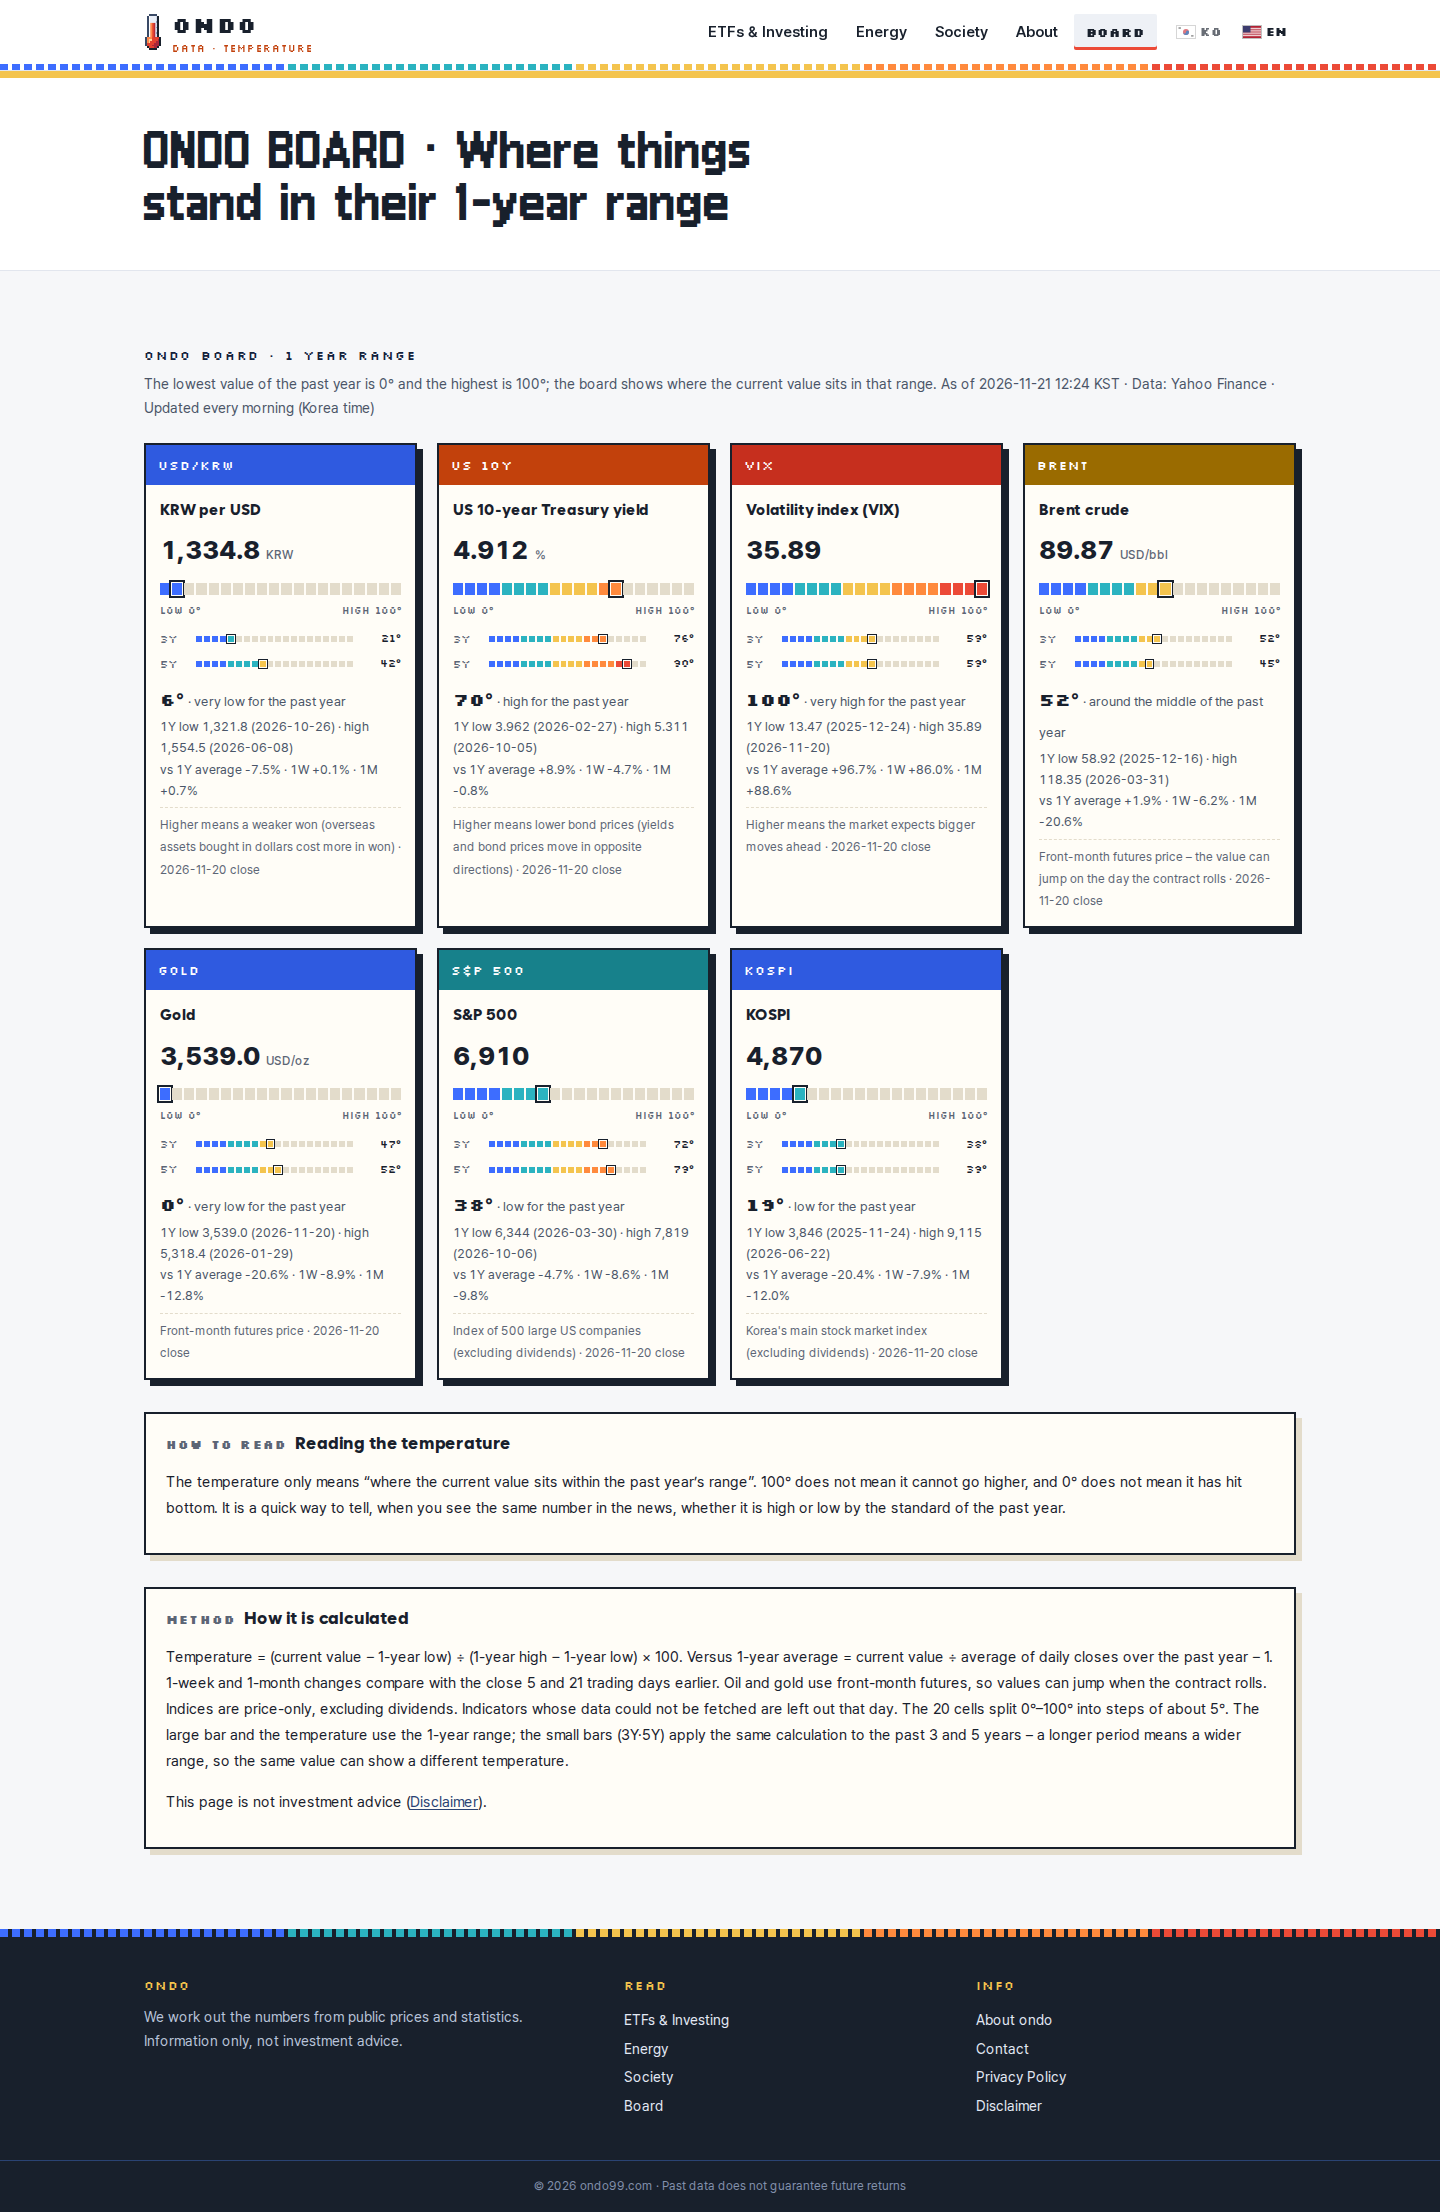 ONDO
DATA · TEMPERATURE
ETFs & Investing
Energy
Society
About
BOARD
KO
EN
ONDO BOARD · Where things
stand in their 1-year range
ONDO BOARD · 1 YEAR RANGE
The lowest value of the past year is 0° and the highest is 100°; the board shows where the current value sits in that range. As of 2026-11-21 12:24 KST · Data: Yahoo Finance ·
Updated every morning (Korea time)
USD/KRW
KRW per USD
1,334.8 KRW
LOW 0° HIGH 100°
3Y 21°
5Y 42°
6° · very low for the past year
1Y low 1,321.8 (2026-10-26) · high
1,554.5 (2026-06-08)
vs 1Y average -7.5% · 1W +0.1% · 1M
+0.7%
Higher means a weaker won (overseas
assets bought in dollars cost more in won) ·
2026-11-20 close
US 10Y
US 10-year Treasury yield
4.912 %
LOW 0° HIGH 100°
3Y 76°
5Y 90°
70° · high for the past year
1Y low 3.962 (2026-02-27) · high 5.311
(2026-10-05)
vs 1Y average +8.9% · 1W -4.7% · 1M
-0.8%
Higher means lower bond prices (yields
and bond prices move in opposite
directions) · 2026-11-20 close
VIX
Volatility index (VIX)
35.89
LOW 0° HIGH 100°
3Y 59°
5Y 59°
100° · very high for the past year
1Y low 13.47 (2025-12-24) · high 35.89
(2026-11-20)
vs 1Y average +96.7% · 1W +86.0% · 1M
+88.6%
Higher means the market expects bigger
moves ahead · 2026-11-20 close
BRENT
Brent crude
89.87 USD/bbl
LOW 0° HIGH 100°
3Y 52°
5Y 45°
52° · around the middle of the past
year
1Y low 58.92 (2025-12-16) · high
118.35 (2026-03-31)
vs 1Y average +1.9% · 1W -6.2% · 1M
-20.6%
Front-month futures price – the value can
jump on the day the contract rolls · 2026-
11-20 close
GOLD
Gold
3,539.0 USD/oz
LOW 0° HIGH 100°
3Y 47°
5Y 52°
0° · very low for the past year
1Y low 3,539.0 (2026-11-20) · high
5,318.4 (2026-01-29)
vs 1Y average -20.6% · 1W -8.9% · 1M
-12.8%
Front-month futures price · 2026-11-20
close
S&P 500
S&P 500
6,910
LOW 0° HIGH 100°
3Y 72°
5Y 79°
38° · low for the past year
1Y low 6,344 (2026-03-30) · high 7,819
(2026-10-06)
vs 1Y average -4.7% · 1W -8.6% · 1M
-9.8%
Index of 500 large US companies
(excluding dividends) · 2026-11-20 close
KOSPI
KOSPI
4,870
LOW 0° HIGH 100°
3Y 38°
5Y 39°
19° · low for the past year
1Y low 3,846 (2025-11-24) · high 9,115
(2026-06-22)
vs 1Y average -20.4% · 1W -7.9% · 1M
-12.0%
Korea's main stock market index
(excluding dividends) · 2026-11-20 close
HOW TO READ Reading the temperature
The temperature only means “where the current value sits within the past year’s range”. 100° does not mean it cannot go higher, and 0° does not mean it has hit
bottom. It is a quick way to tell, when you see the same number in the news, whether it is high or low by the standard of the past year.
METHOD How it is calculated
Temperature = (current value – 1-year low) ÷ (1-year high – 1-year low) × 100. Versus 1-year average = current value ÷ average of daily closes over the past year – 1.
1-week and 1-month changes compare with the close 5 and 21 trading days earlier. Oil and gold use front-month futures, so values can jump when the contract rolls.
Indices are price-only, excluding dividends. Indicators whose data could not be fetched are left out that day. The 20 cells split 0°–100° into steps of about 5°. The
large bar and the temperature use the 1-year range; the small bars (3Y·5Y) apply the same calculation to the past 3 and 5 years – a longer period means a wider
range, so the same value can show a different temperature.
This page is not investment advice (Disclaimer).
ONDO
We work out the numbers from public prices and statistics.
Information only, not investment advice.
READ
ETFs & Investing
Energy
Society
Board
INFO
About ondo
Contact
Privacy Policy
Disclaimer
© 2026 ondo99.com · Past data does not guarantee future returns